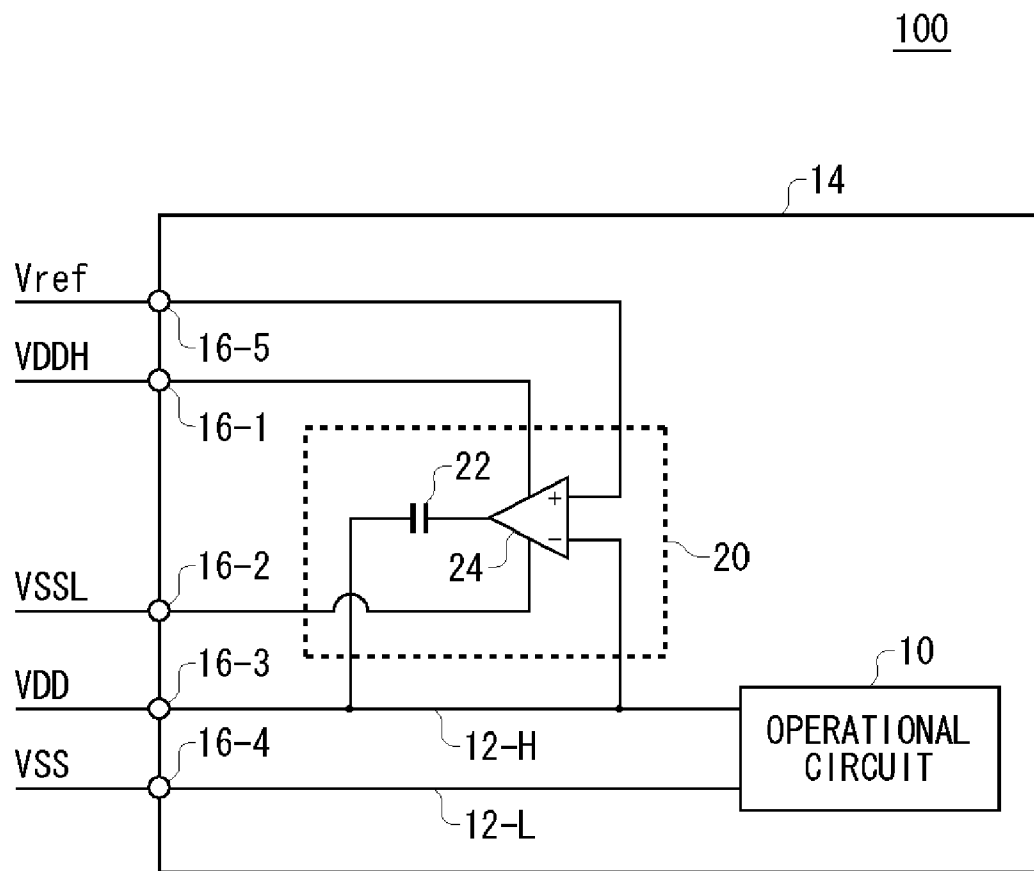 100
14
Vref
16-5
VDDH
16-1
22
+
−
24
20
VSSL
16-2
VDD
16-3
10
OPERATIONAL
CIRCUIT
12-H
VSS
16-4
12-L